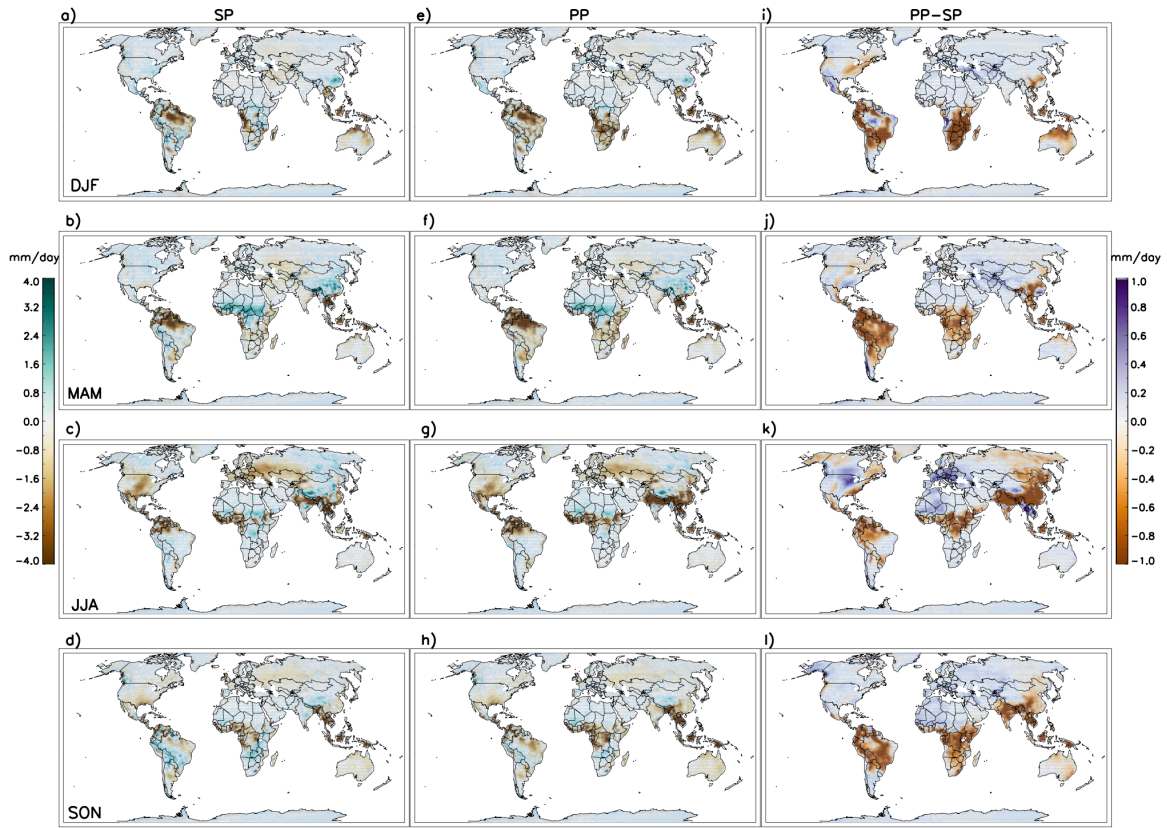 a) SP e) PP i) PP−SP
DJF
b) f) j)
mm/day mm/day
4.0 1.0
3.2 0.8
2.4 0.6
1.6 0.4
0.8 0.2
0.0 0.0
−0.8 −0.2
−1.6 −0.4
−2.4 −0.6
−3.2 −0.8
−4.0 −1.0
MAM
c) g) k)
JJA
d) h) l)
SON